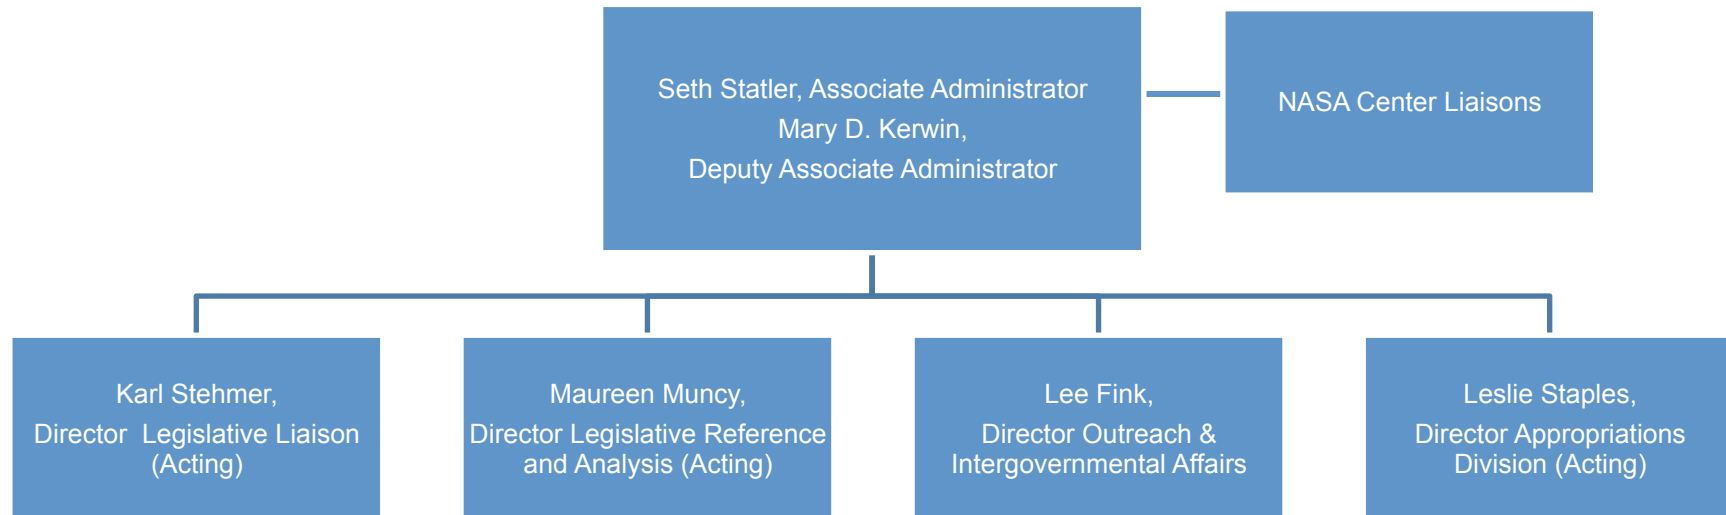 Seth Statler, Associate Administrator
Mary D. Kerwin,
Deputy Associate Administrator
NASA Center Liaisons
Karl Stehmer,
Director  Legislative Liaison
(Acting)
Maureen Muncy,
Director Legislative Reference
and Analysis (Acting)
Lee Fink,
Director Outreach &
Intergovernmental Affairs
Leslie Staples,
Director Appropriations
Division (Acting)